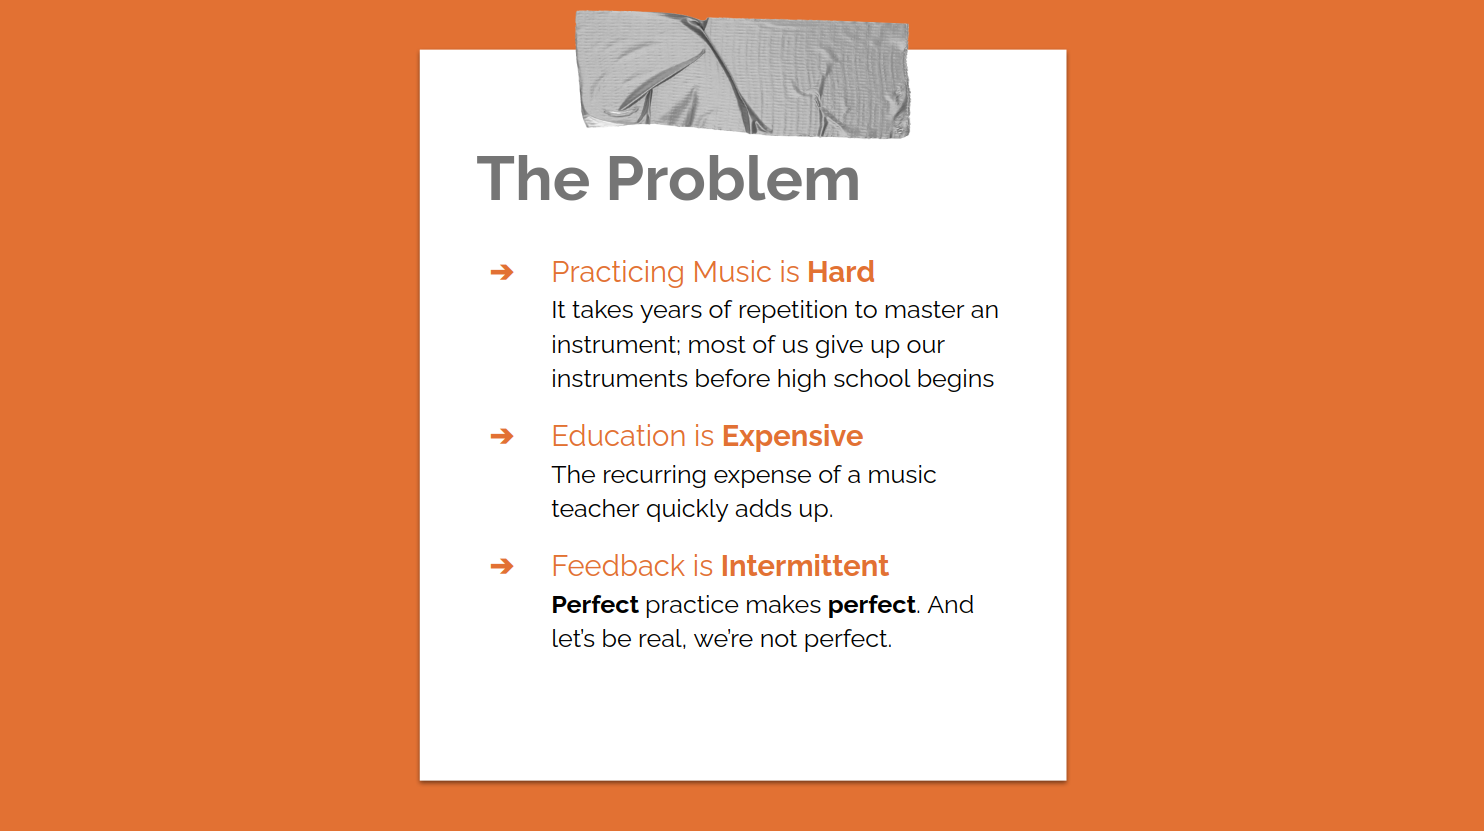 The Problem
➔ Practicing Music is Hard
It takes years of repetition to master an
instrument; most of us give up our
instruments before high school begins
➔ Education is Expensive
The recurring expense of a music
teacher quickly adds up.
➔ Feedback is Intermittent
Perfect practice makes perfect. And
let’s be real, we’re not perfect.